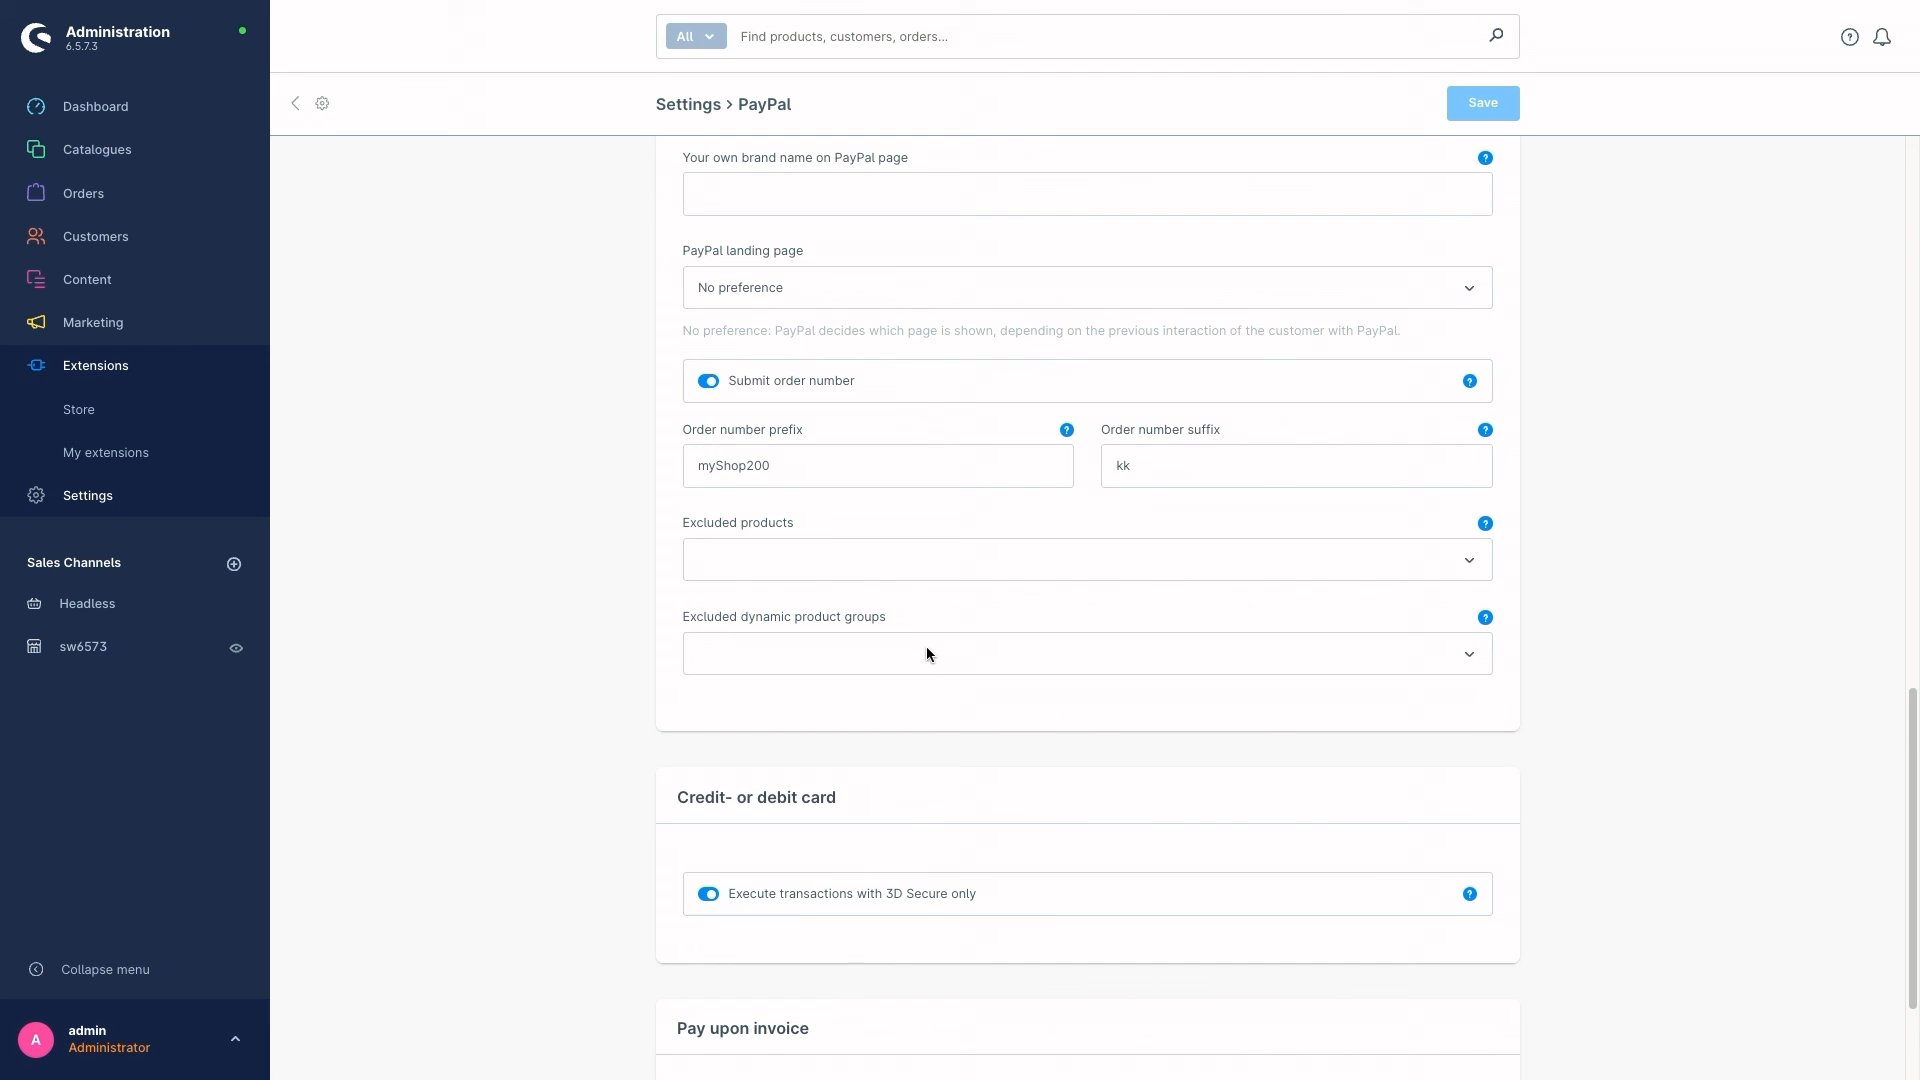 Administration
6.5.7.3
Dashboard
Catalogues
Orders
Customers
Content
Marketing
Extensions
Store
My extensions
Settings
Sales Channels
Headless
sw6573
Collapse menu
A
admin
Administrator
All
Find products, customers, orders...
Settings > PayPal
Save
Your own brand name on PayPal page
PayPal landing page
No preference
No preference: PayPal decides which page is shown, depending on the previous interaction of the customer with PayPal.
Submit order number
Order number prefix
Order number suffix
myShop200
kk
Excluded products
Excluded dynamic product groups
Credit- or debit card
Execute transactions with 3D Secure only
Pay upon invoice